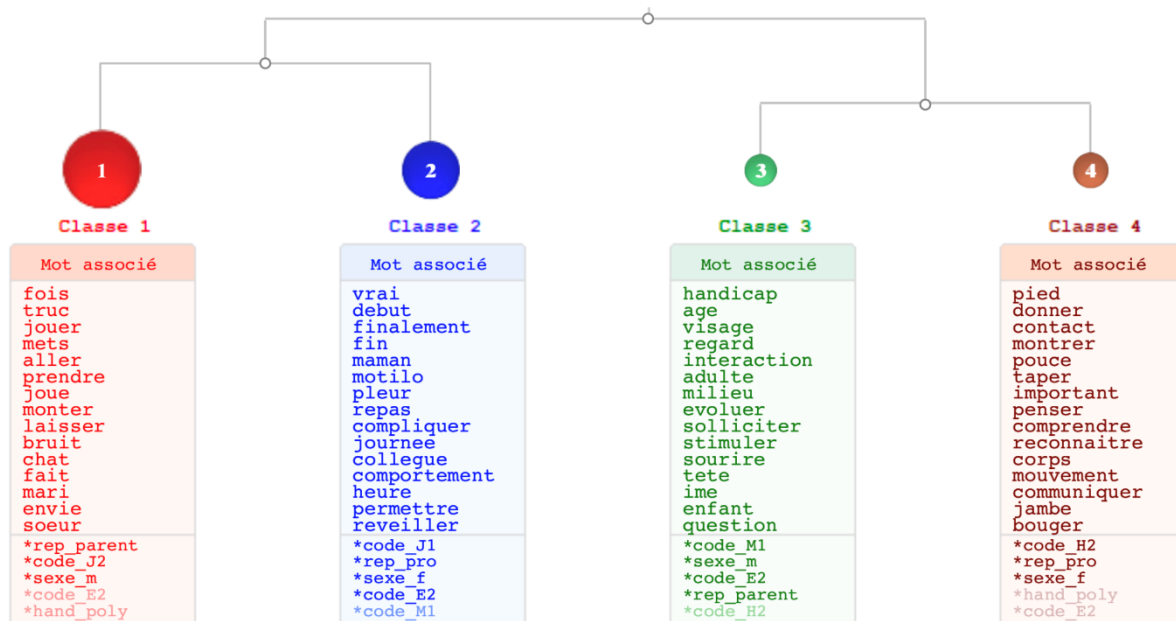 1
2
3
4
Classe 1
Classe 2
Classe 3
Classe 4
Mot associé
fois
truc
jouer
mets
aller
prendre
joue
monter
laisser
bruit
chat
fait
mari
envie
soeur
*rep_parent
*code_J2
*sexe_m
*code_E2
*hand_poly
Mot associé
vrai
debut
finalement
fin
maman
motilo
pleur
repas
compliquer
journee
collegue
comportement
heure
permettre
reveiller
*code_J1
*rep_pro
*sexe_f
*code_E2
*code_M1
Mot associé
handicap
age
visage
regard
interaction
adulte
milieu
evoluer
solliciter
stimuler
sourire
tete
ime
enfant
question
*code_M1
*sexe_m
*code_E2
*rep_parent
*code_H2
Mot associé
pied
donner
contact
montrer
pouce
taper
important
penser
comprendre
reconnaitre
corps
mouvement
communiquer
jambe
bouger
*code_H2
*rep_pro
*sexe_f
*hand_poly
*code_E2